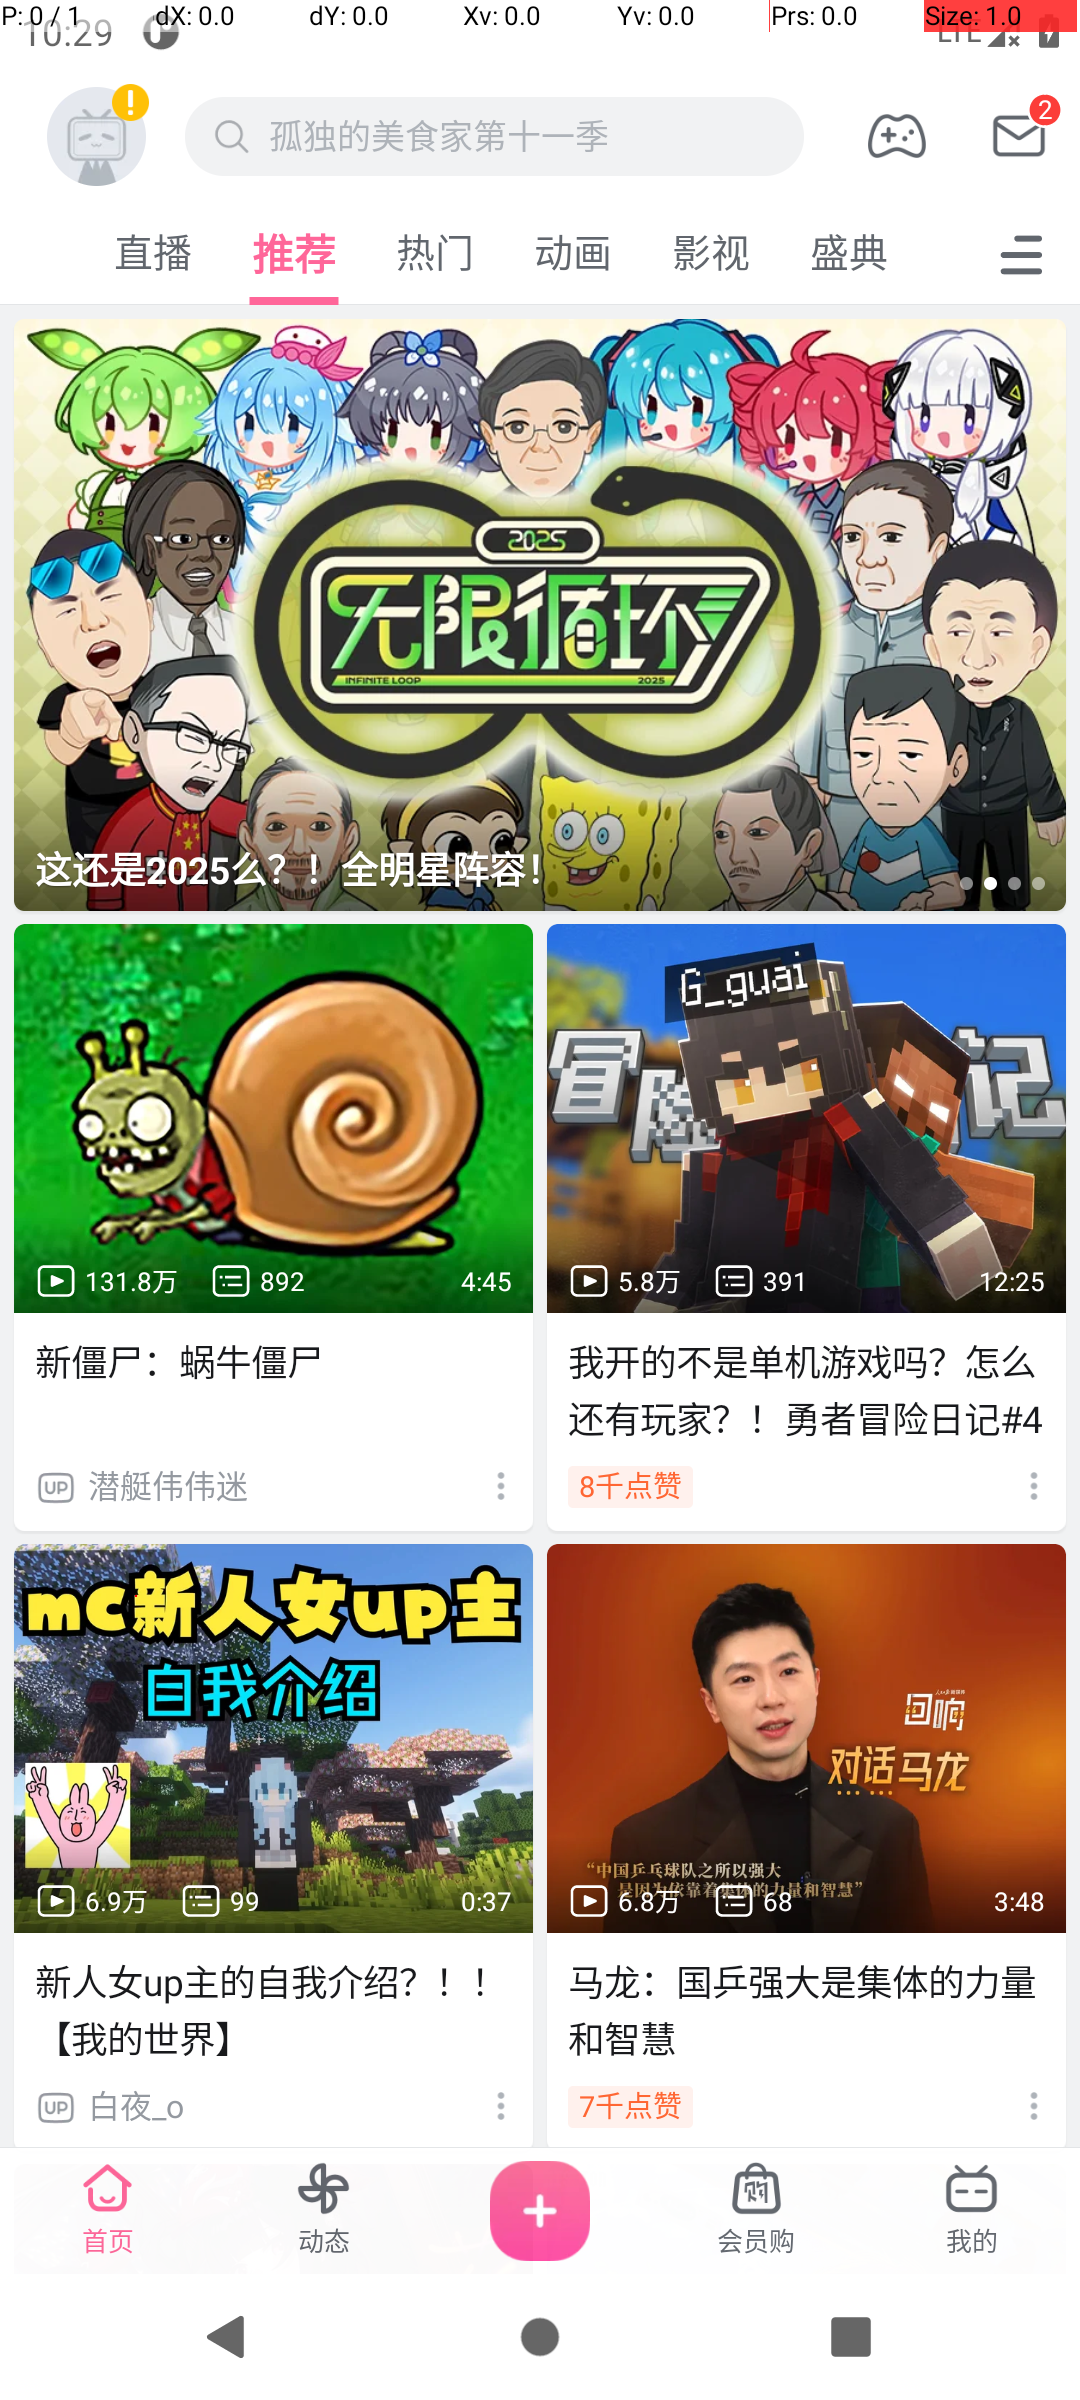 P: 0 / 1 dX: 0.0 dY: 0.0 Xv: 0.0 Yv: 0.0 Prs: 0.0 Size: 1.0
10:29 LTE
孤独的美食家第十一季 2
直播 推荐 热门 动画 影视 盛典
2025
无限循环
INFINITE LOOP 2025
这还是2025么？！全明星阵容！
131.8万 892 4:45
新僵尸：蜗牛僵尸
UP 潜艇伟伟迷
G_guai
冒险 记
5.8万 391 12:25
我开的不是单机游戏吗？怎么
还有玩家？！勇者冒险日记#4
8千点赞
mc新人女up主
自我介绍
6.9万 99 0:37
新人女up主的自我介绍？！！
【我的世界】
UP 白夜_o
回响
对话马龙
“中国乒乓球队之所以强大
是因为依靠着集体的力量和智慧”
6.8万 68 3:48
马龙：国乒强大是集体的力量
和智慧
7千点赞
购
首页 动态 会员购 我的